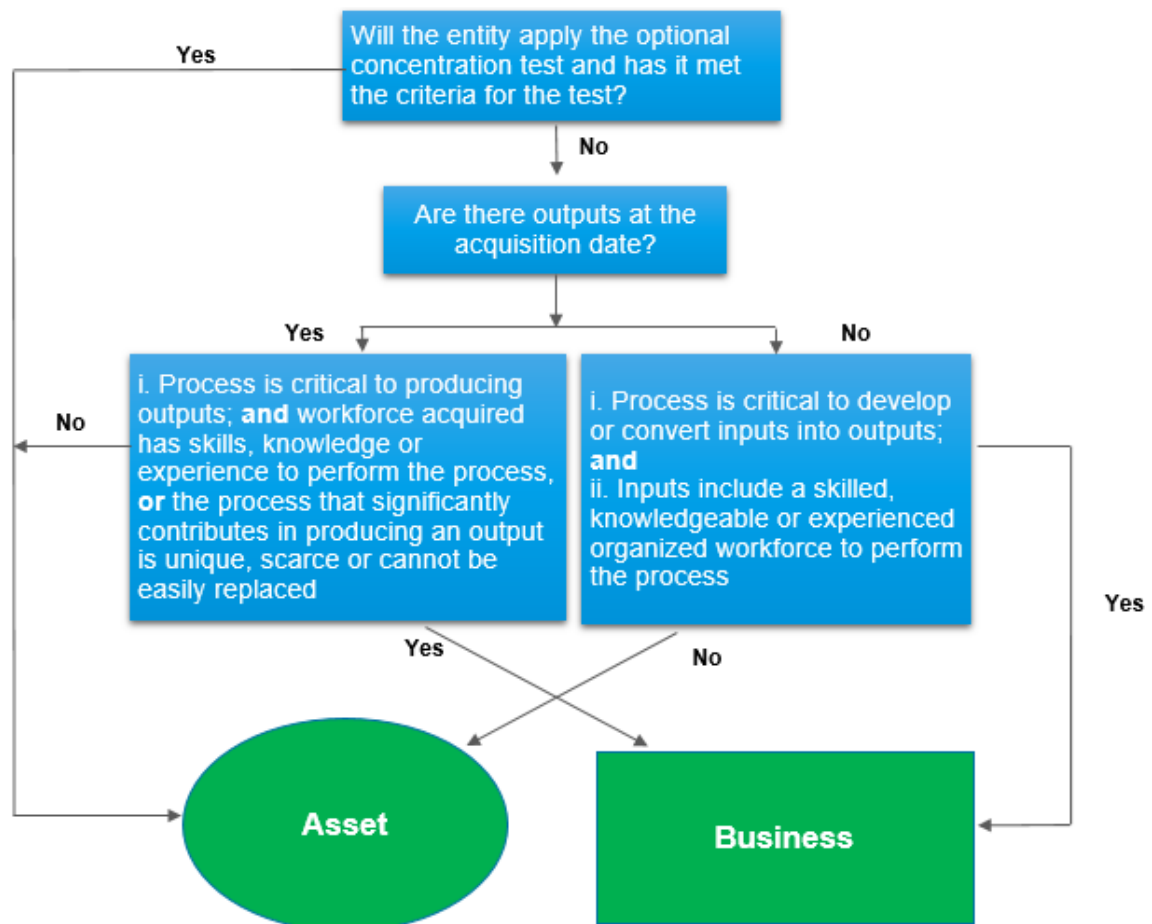 Will the entity apply the optional
concentration test and has it met
the criteria for the test?
Yes
No
Are there outputs at the
acquisition date?
Yes
No
i. Process is critical to producing
outputs; and workforce acquired
has skills, knowledge or
experience to perform the process,
or the process that significantly
contributes in producing an output
is unique, scarce or cannot be
easily replaced
No
i. Process is critical to develop
or convert inputs into outputs;
and
ii. Inputs include a skilled,
knowledgeable or experienced
organized workforce to perform
the process
Yes
Yes
No
Asset
Business